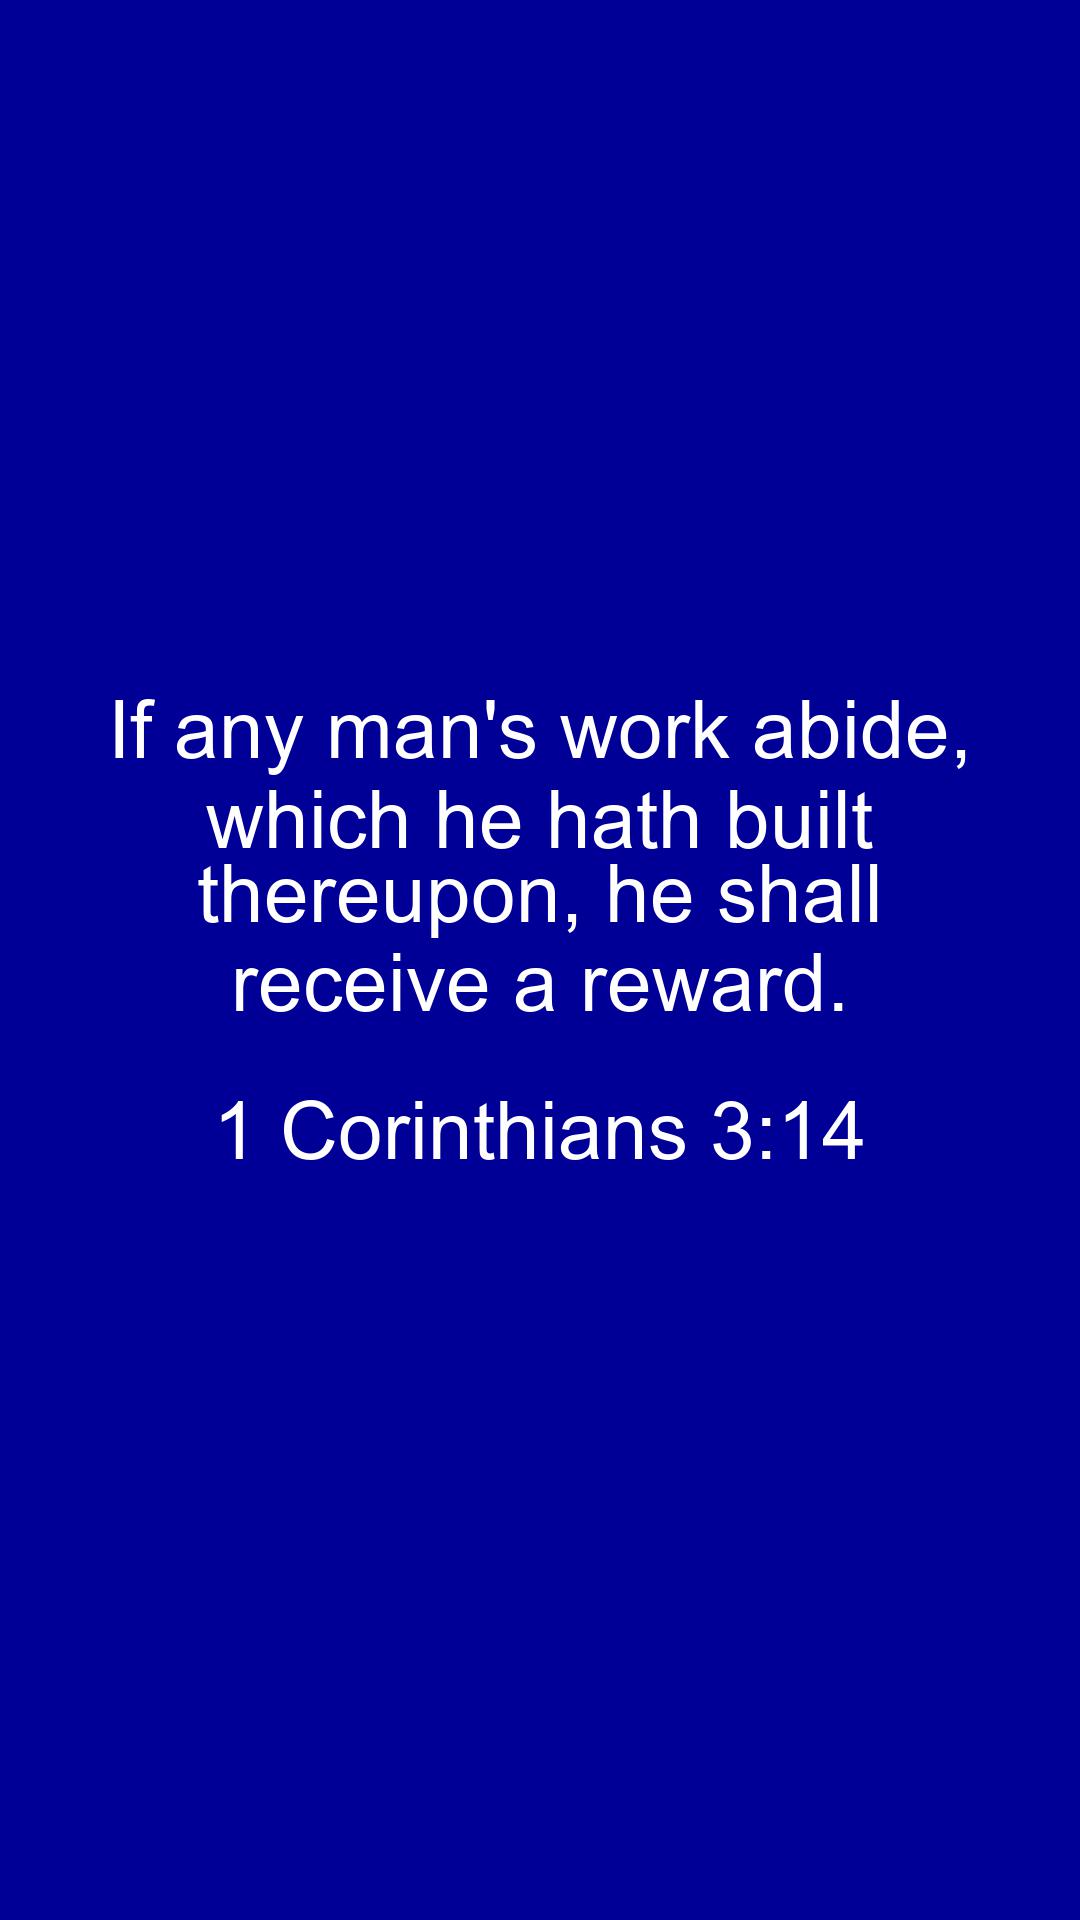 If any man's work abide,
which he hath built
thereupon, he shall
receive a reward.
1 Corinthians 3:14